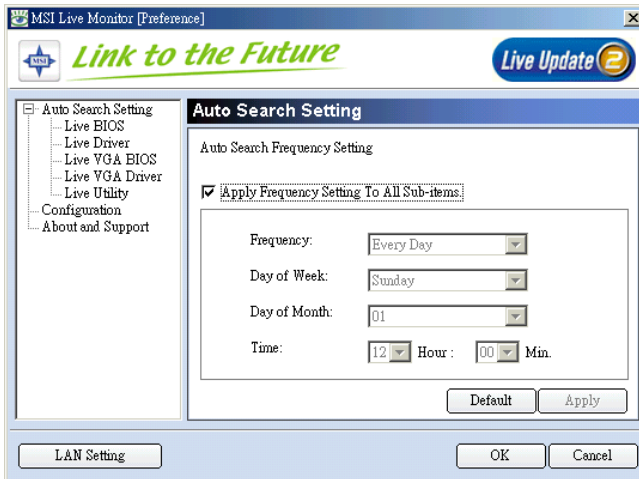 MSI Live Monitor [Preference]
MSI
Link to the Future
Live Update 2
Auto Search Setting
Live BIOS
Live Driver
Live VGA BIOS
Live VGA Driver
Live Utility
Configuration
About and Support
Auto Search Setting
Auto Search Frequency Setting
Apply Frequency Setting To All Sub-items.
Frequency: Every Day
Day of Week: Sunday
Day of Month: 01
Time: 12 Hour : 00 Min.
Default Apply
LAN Setting OK Cancel